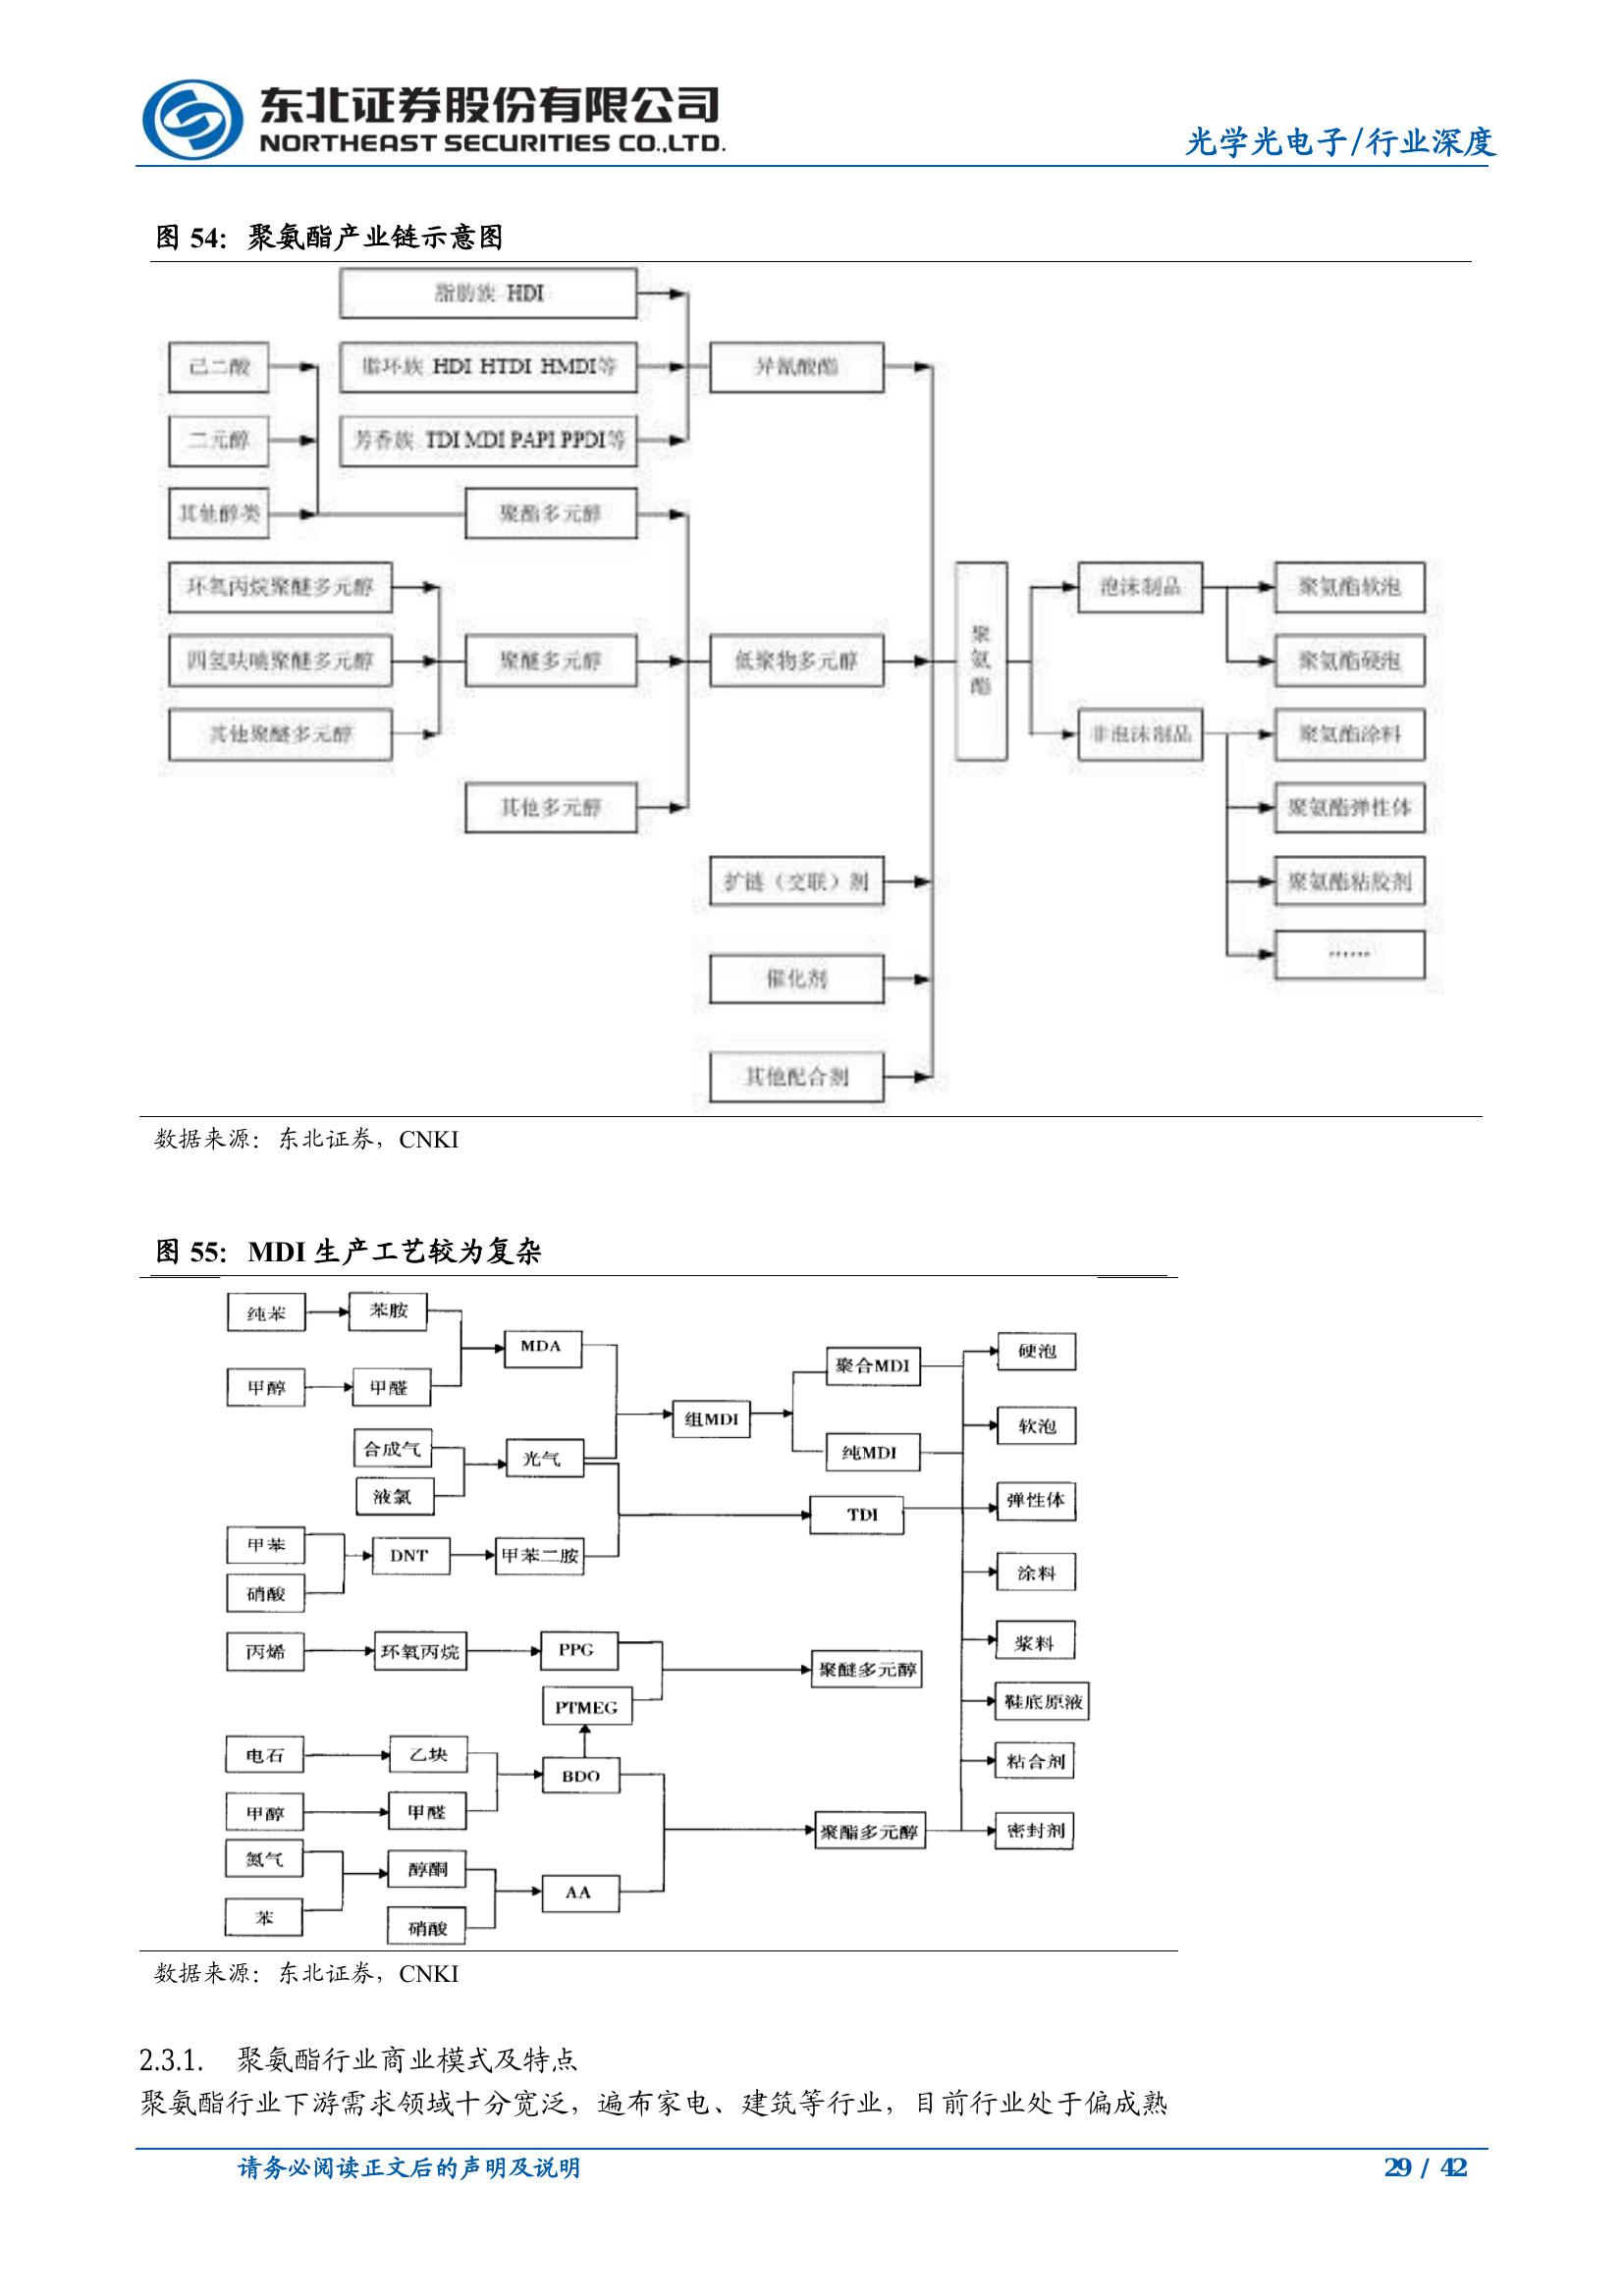 东北证券股份有限公司
NORTHEAST SECURITIES CO.,LTD.
光学光电子/行业深度
图 54：聚氨酯产业链示意图
脂肪族 HDI
己二酸
脂环族 HDI HTDI HMDI等
异氰酸酯
二元醇
芳香族 TDI MDI PAPI PPDI等
其他醇类
聚酯多元醇
环氧丙烷聚醚多元醇
泡沫制品
聚氨酯软泡
四氢呋喃聚醚多元醇
聚醚多元醇
低聚物多元醇
聚氨酯
聚氨酯硬泡
其他聚醚多元醇
非泡沫制品
聚氨酯涂料
其他多元醇
聚氨酯弹性体
扩链（交联）剂
聚氨酯粘胶剂
……
催化剂
其他配合剂
数据来源：东北证券，CNKI
图 55：MDI 生产工艺较为复杂
纯苯
苯胺
MDA
硬泡
聚合MDI
甲醇
甲醛
组MDI
软泡
合成气
光气
纯MDI
液氯
TDI
弹性体
甲苯
DNT
甲苯二胺
涂料
硝酸
丙烯
环氧丙烷
PPG
聚醚多元醇
浆料
PTMEG
鞋底原液
电石
乙块
BDO
粘合剂
甲醇
甲醛
聚酯多元醇
密封剂
氮气
醇酮
AA
苯
硝酸
数据来源：东北证券，CNKI
2.3.1. 聚氨酯行业商业模式及特点
聚氨酯行业下游需求领域十分宽泛，遍布家电、建筑等行业，目前行业处于偏成熟
请务必阅读正文后的声明及说明
29 / 42